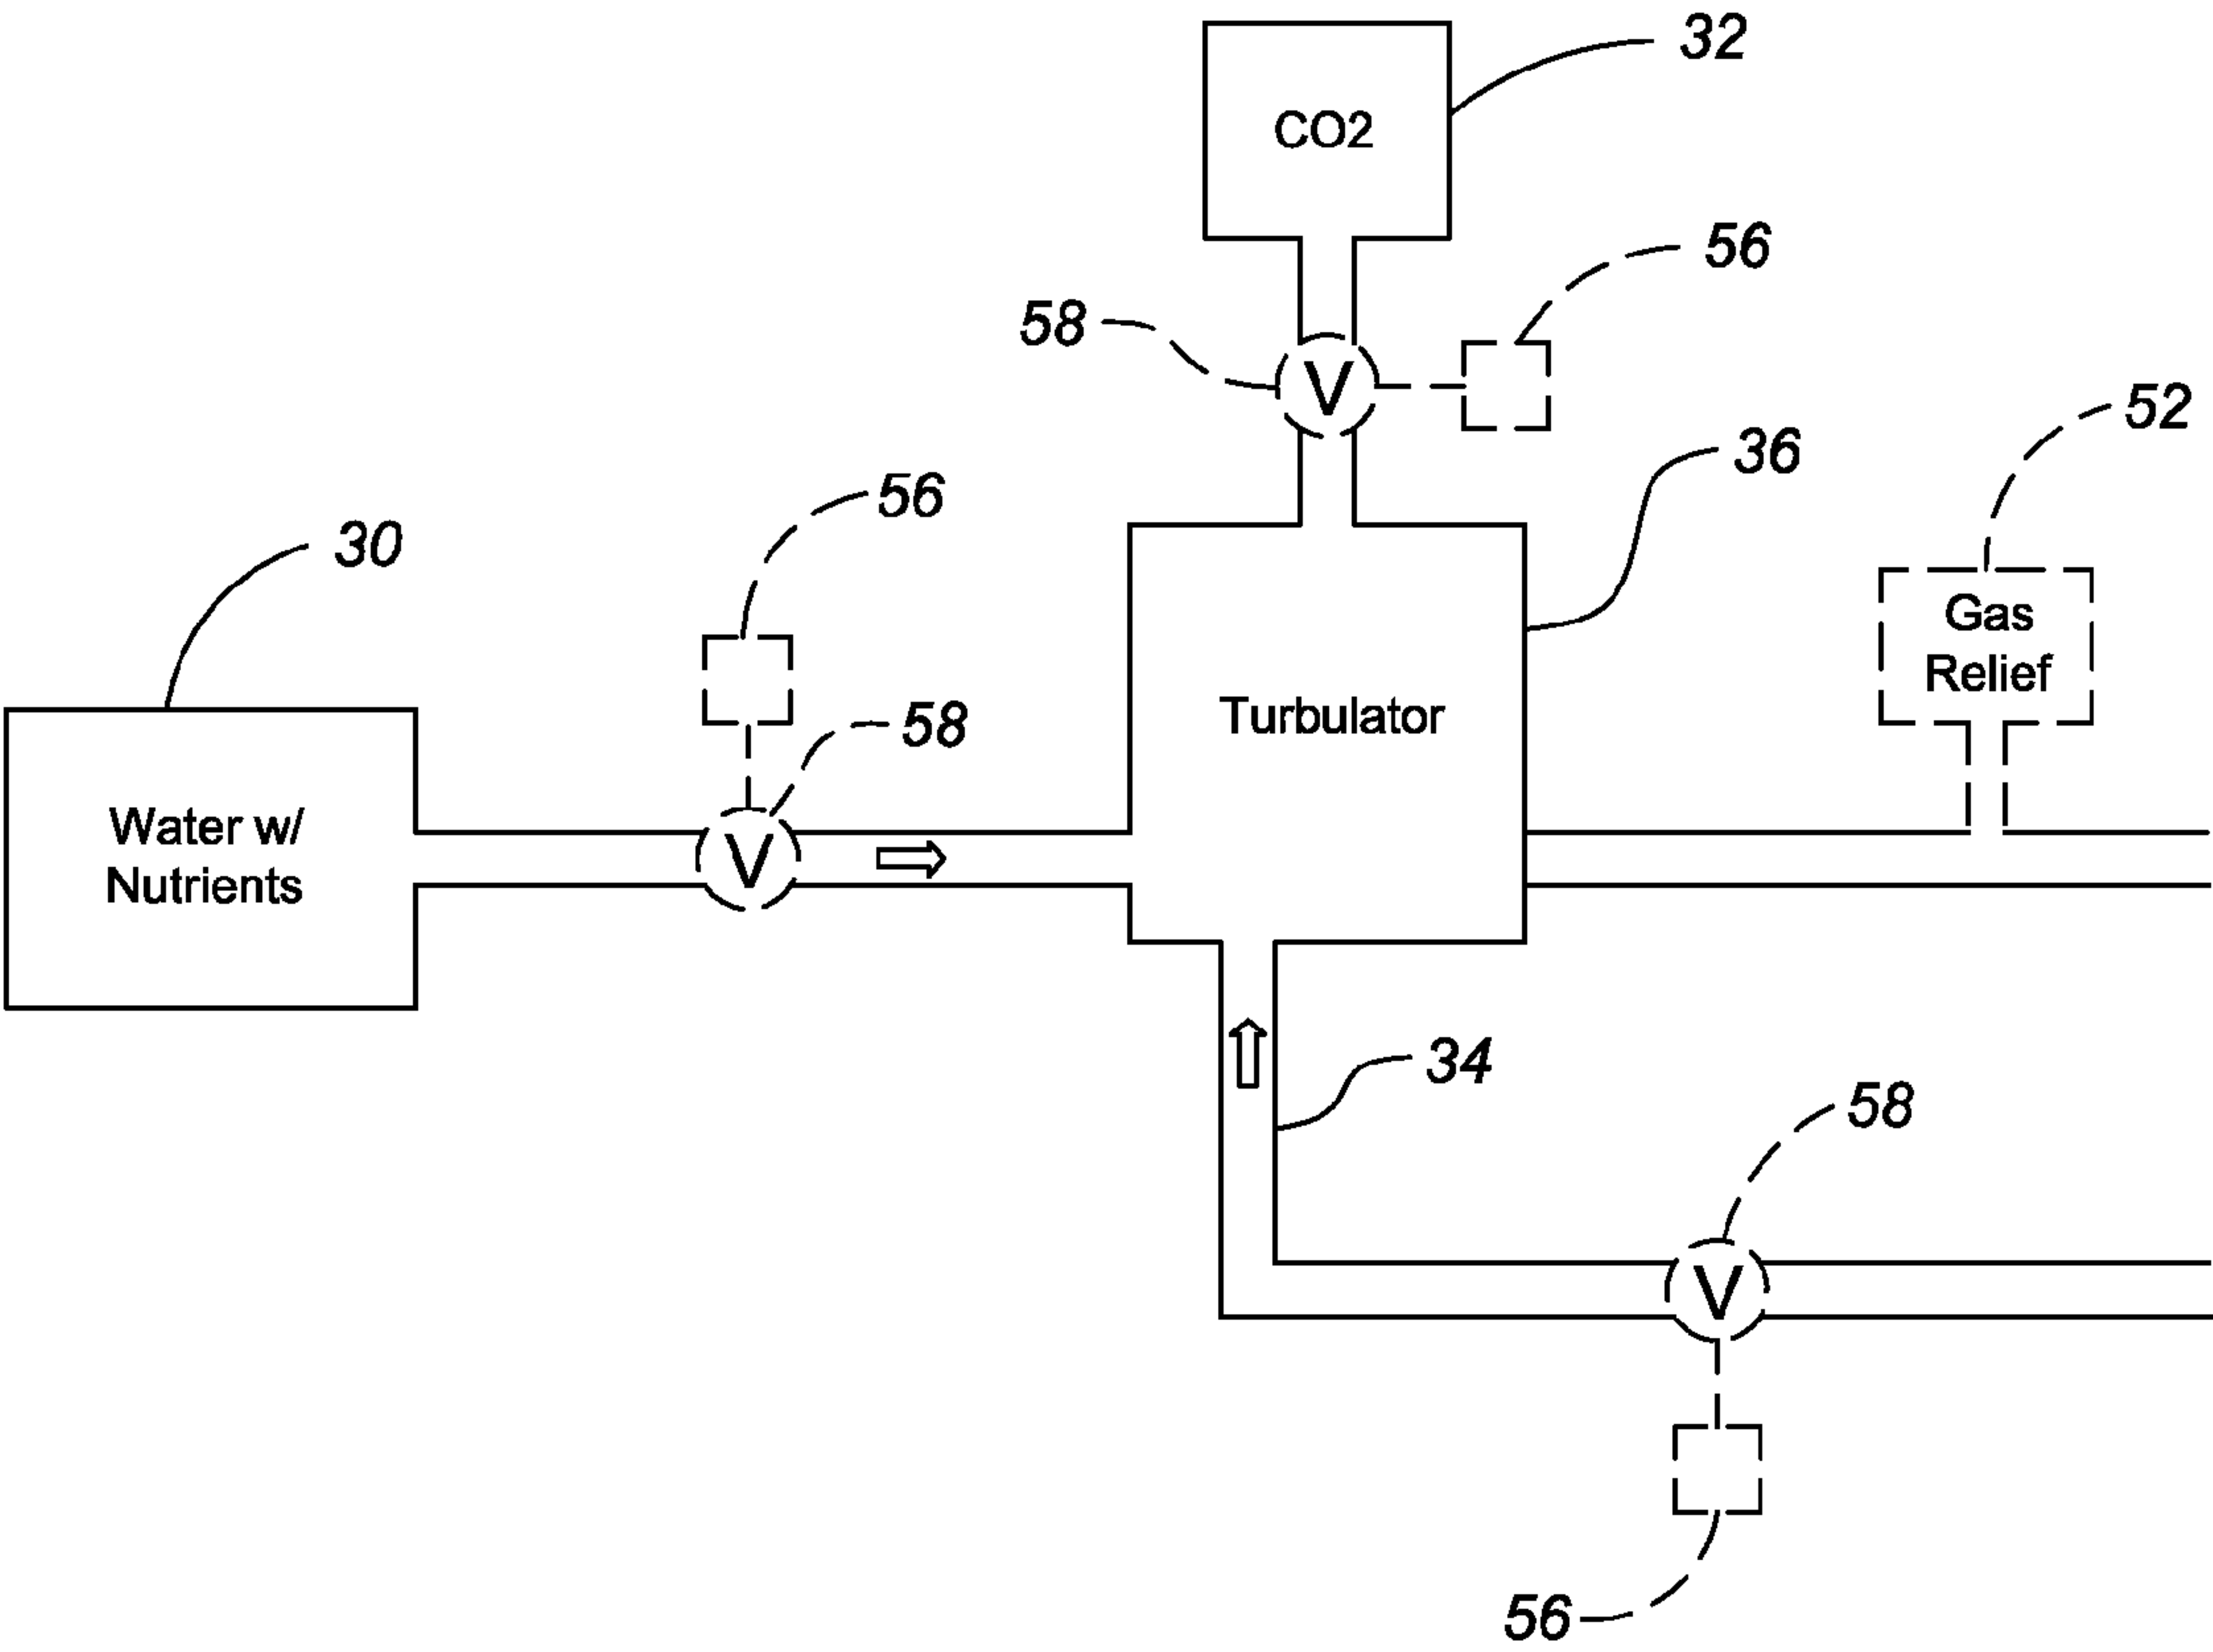 32
CO2
56
58
V
52
36
56
30
Gas
Relief
58
Turbulator
Water w/
Nutrients
V
34
58
V
56